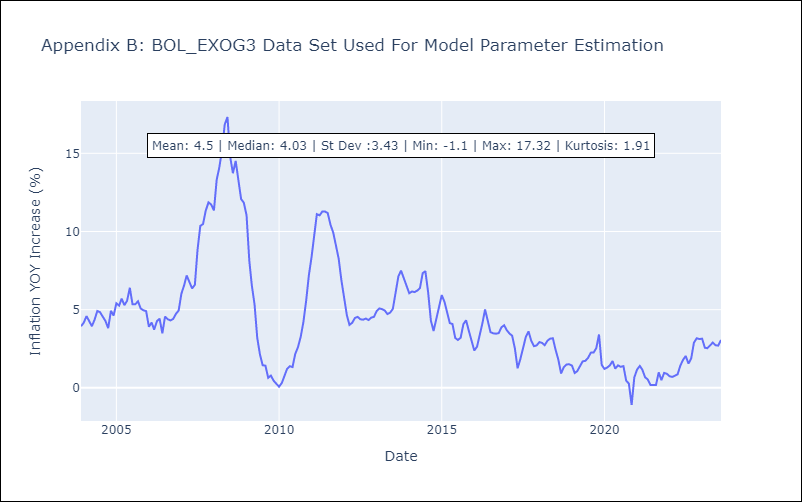 Appendix B: BOL_EXOG3 Data Set Used For Model Parameter Estimation
Mean: 4.5 | Median: 4.03 | St Dev :3.43 | Min: -1.1 | Max: 17.32 | Kurtosis: 1.91
Inflation YOY Increase (%)
15
10
5
0
2005
2010
2015
2020
Date